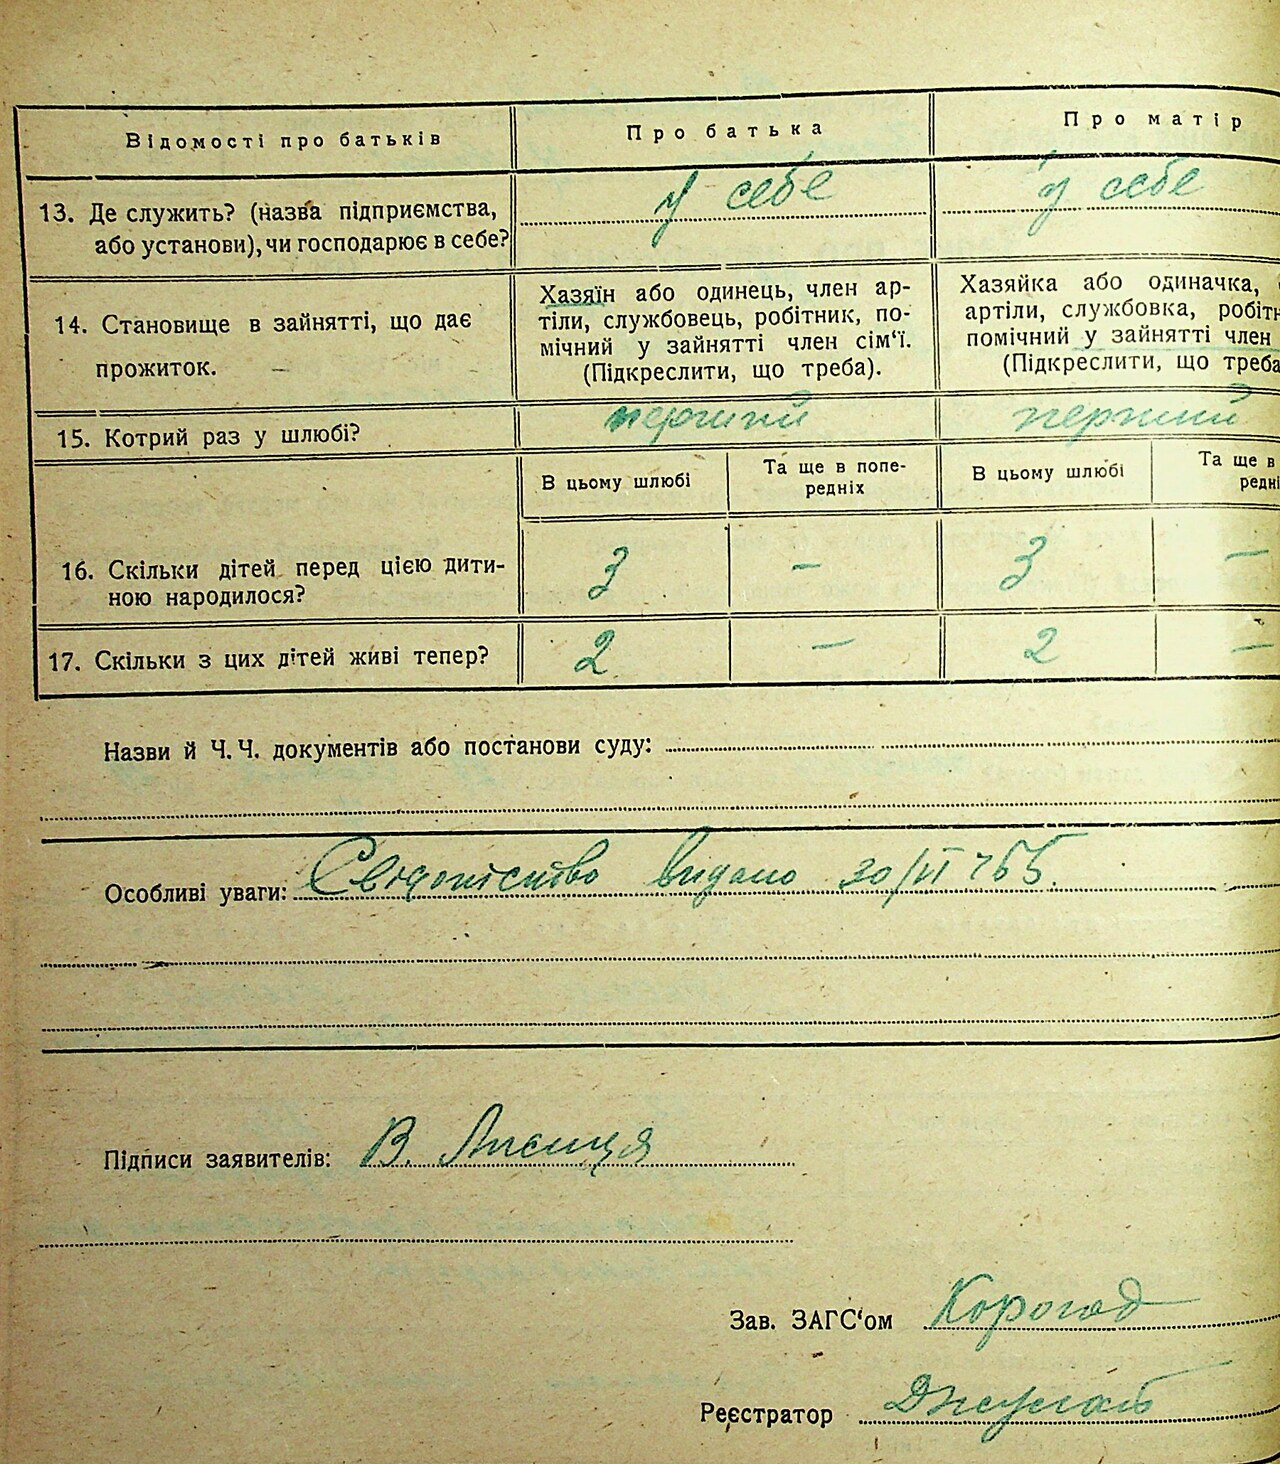 Відомості про батьків
Про батька
Про матір
13. Де служить? (назва підприємства,
або установи), чи господарює в себе?
у себе
у себе
14. Становище в зайнятті, що дає
прожиток.
Хазяїн або одинець, член ар-
тіли, службовець, робітник, по-
мічний у зайнятті член сім‘ї.
(Підкреслити, що треба).
Хазяйка або одиначка,
артіли, службовка, робітн
помічний у зайнятті член
(Підкреслити, що треба
15. Котрий раз у шлюбі?
перший
перший
В цьому шлюбі
Та ще в попе-
редніх
В цьому шлюбі
Та ще в
редні
16. Скільки дітей перед цією дити-
ною народилося?
3 — 3 —
17. Скільки з цих дітей живі тепер?
2 — 2 —
Назви й Ч. Ч. документів або постанови суду:
Особливі уваги: видано 30/VI
Підписи заявителів: В.
Зав. ЗАГС‘ом Корогод
Реєстратор